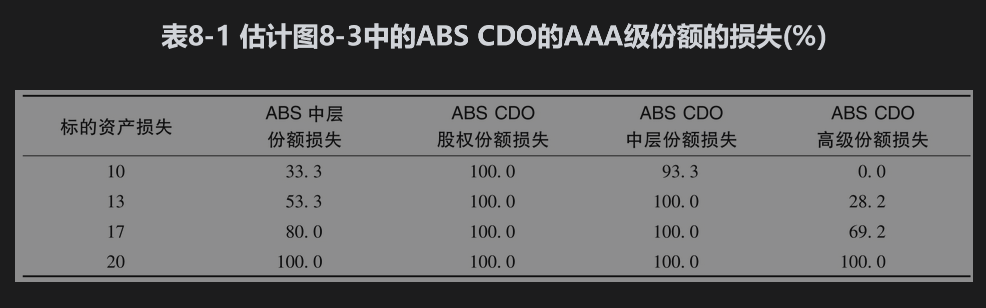 表8-1 估计图8-3中的ABS CDO的AAA级份额的损失(%)
标的资产损失 ABS 中层份额损失 ABS CDO 股权份额损失 ABS CDO 中层份额损失 ABS CDO 高级份额损失
10 33.3 100.0 93.3 0.0
13 53.3 100.0 100.0 28.2
17 80.0 100.0 100.0 69.2
20 100.0 100.0 100.0 100.0